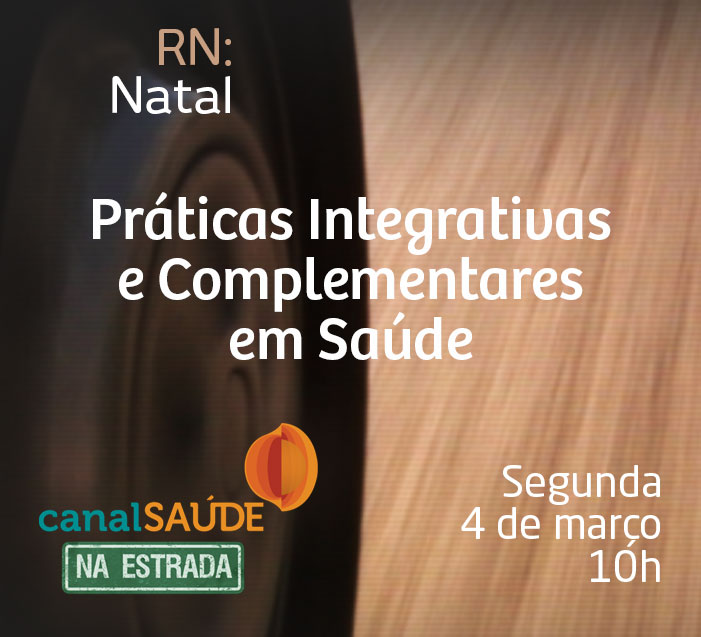 RN:
Natal
Práticas Integrativas
e Complementares
em Saúde
canalSAÚDE
NA ESTRADA
Segunda
4 de março
10h